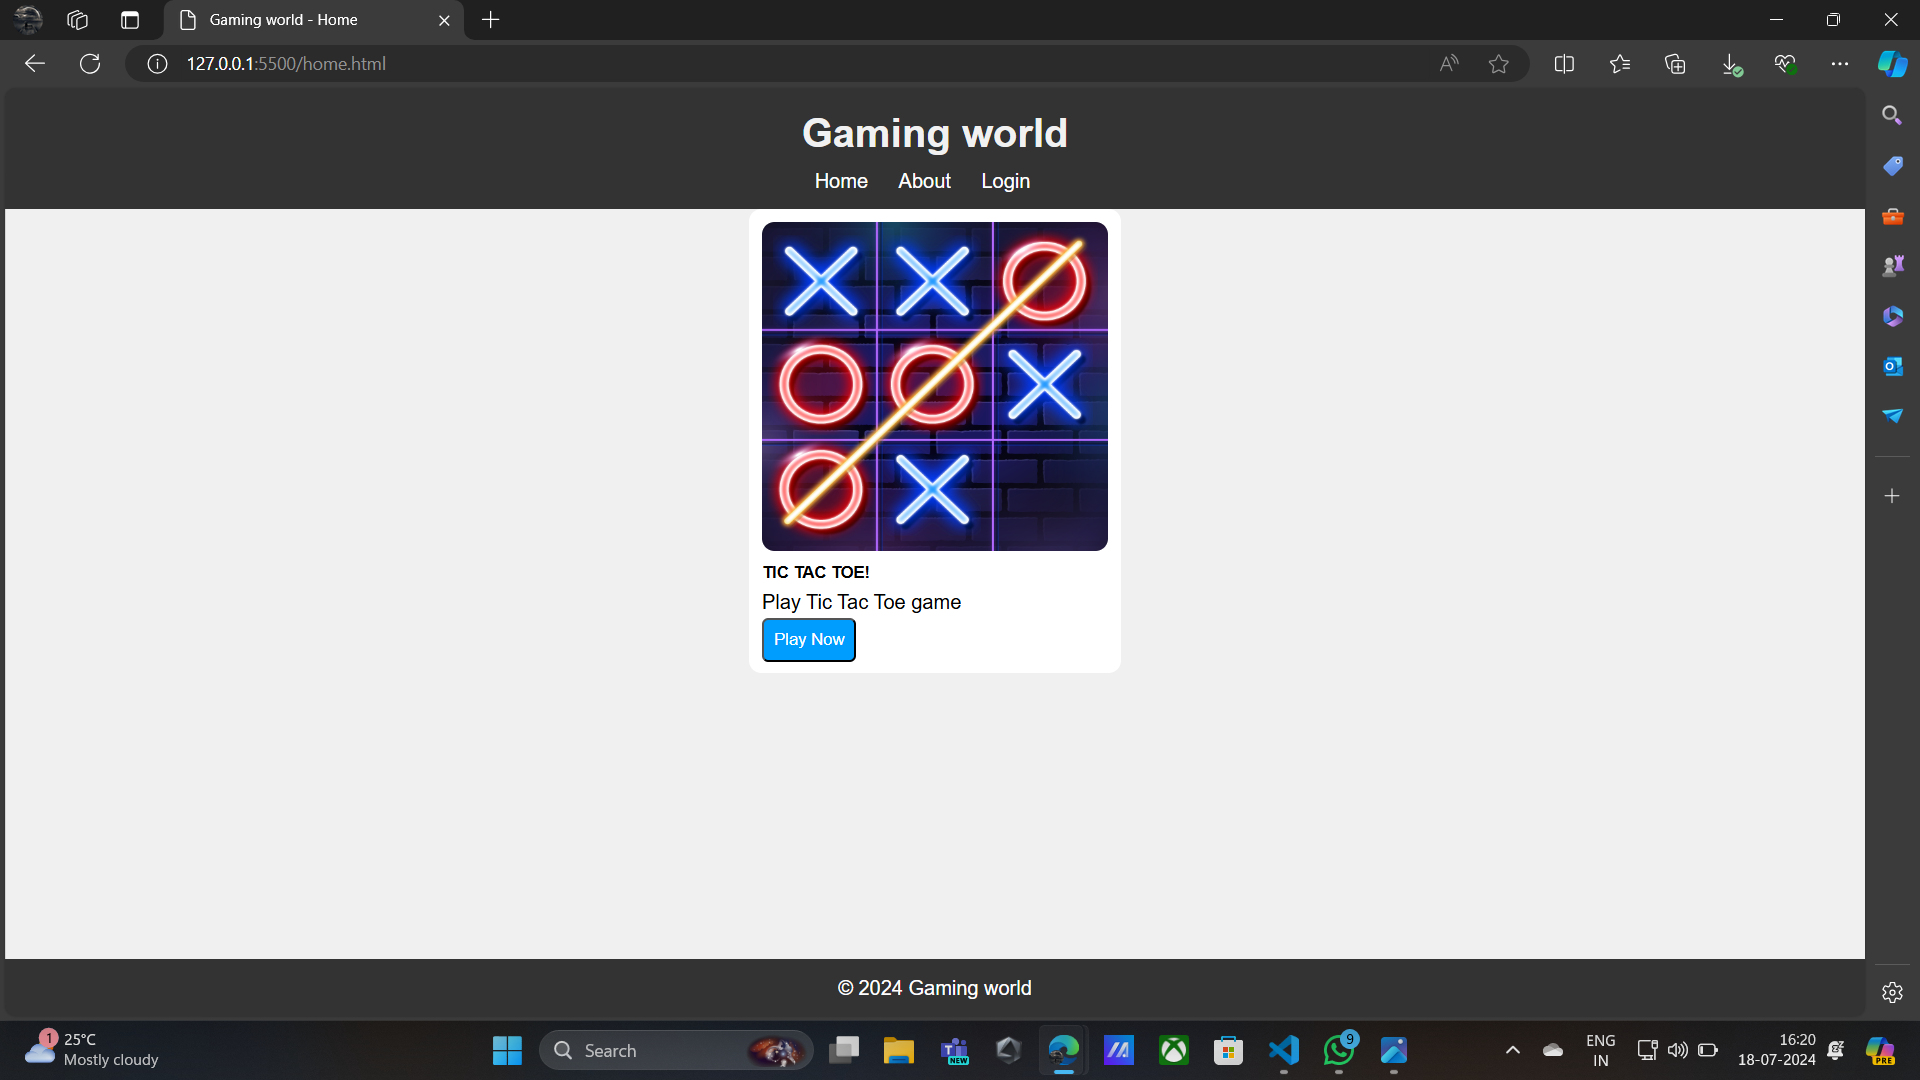 Gaming world - Home
127.0.0.1:5500/home.html
Gaming world
Home About Login
TIC TAC TOE!
Play Tic Tac Toe game
Play Now
© 2024 Gaming world
1
25°C
Mostly cloudy
Search
NEW
9
ENG
IN
16:20
18-07-2024
PRE